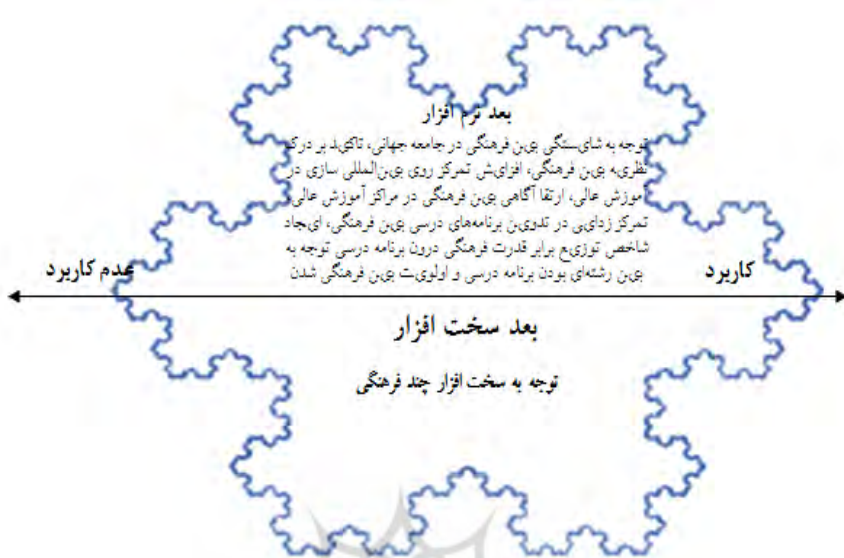 بعد نرم افزار
توجه به شایستگی بین فرهنگی در جامعه جهانی، تاکید بر درک
نظریه بین فرهنگی، افزایش تمرکز روی بین‌المللی سازی در
آموزش عالی، ارتقا آگاهی بین فرهنگی در مراکز آموزش عالی،
تمرکز زدایی در تدوین برنامه‌های درسی بین فرهنگی، ایجاد
شاخص توزیع برابر قدرت فرهنگی درون برنامه درسی توجه به
بین رشته‌ای بودن برنامه درسی و اولویت بین فرهنگی شدن
کاربرد
عدم کاربرد
بعد سخت افزار
توجه به سخت افزار چند فرهنگی